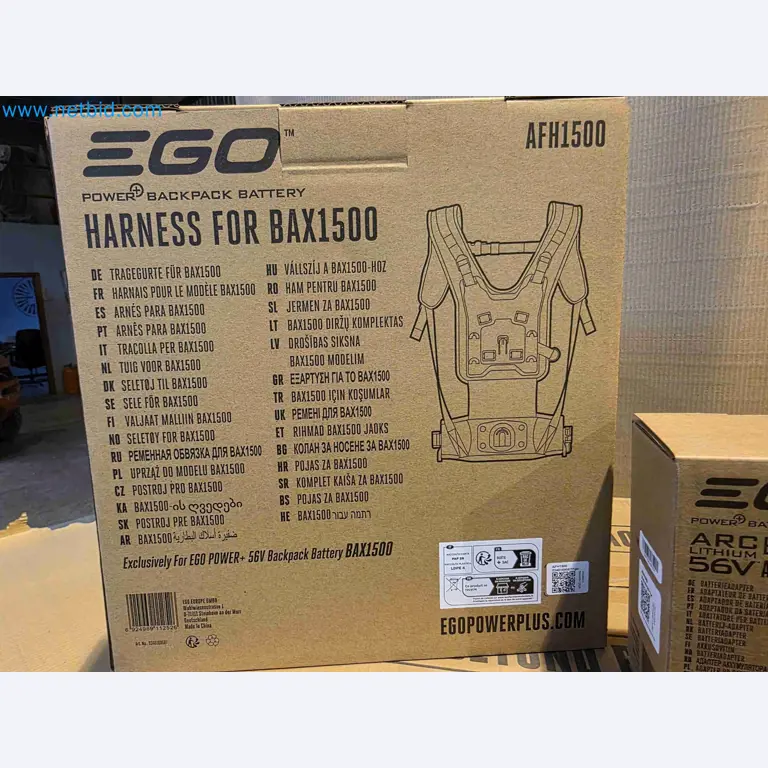 www.netbid.com
EGO™
AFH1500
POWER+ BACKPACK BATTERY
HARNESS FOR BAX1500
DE TRAGEGURTE FÜR BAX1500
FR HARNAIS POUR LE MODÈLE BAX1500
ES ARNÉS PARA BAX1500
PT ARNÊS PARA BAX1500
IT TRACOLLA PER BAX1500
NL TUIG VOOR BAX1500
DK SELETØJ TIL BAX1500
SE SELE FÖR BAX1500
FI VALJAAT MALLIIN BAX1500
NO SELETØY FOR BAX1500
RU РЕМЕННАЯ ОБВЯЗКА ДЛЯ BAX1500
PL UPRZĄŻ DO MODELU BAX1500
CZ POSTROJ PRO BAX1500
KA BAX1500-ის ღვედები
SK POSTROJ PRE BAX1500
AR BAX1500 ضفيرة أسلاك البطارية
HU VÁLLSZÍJ A BAX1500-HOZ
RO HAM PENTRU BAX1500
SL JERMEN ZA BAX1500
LT BAX1500 DIRŽŲ KOMPLEKTAS
LV DROŠĪBAS SIKSNA
BAX1500 MODELIM
GR ΕΞΑΡΤΥΣΗ ΓΙΑ ΤΟ BAX1500
TR BAX1500 IÇIN KOŞUMLAR
UK РЕМЕНІ ДЛЯ BAX1500
ET RIHMAD BAX1500 JAOKS
BG КОЛАН ЗА НОСЕНЕ ЗА BAX1500
HR POJAS ZA BAX1500
SR KOMPLET KAIŠA ZA BAX1500
BS POJAS ZA BAX1500
HE BAX1500 רתמה עבור
Exclusively For EGO POWER+ 56V Backpack Battery BAX1500
EGO EUROPE GMBH
Deutschland
Made in China
EGOPOWERPLUS.COM
POWER+ BA
ARC
LITHIUM
56V
DE BATTERIEADAPTER